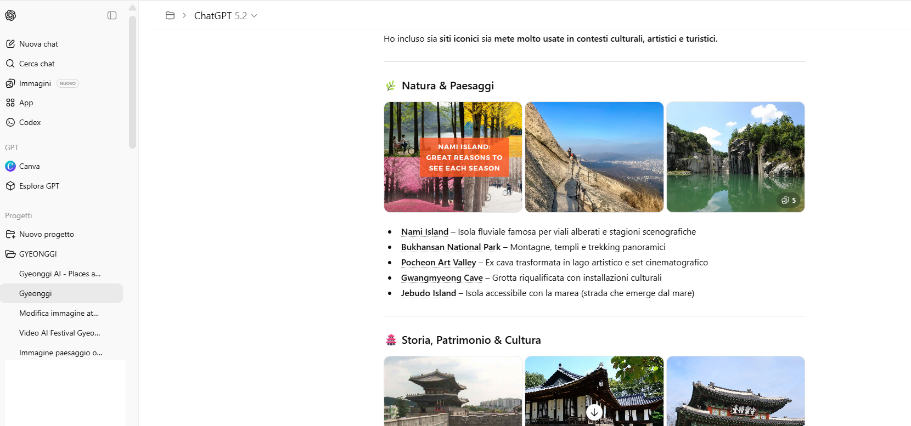 ChatGPT 5.2
Nuova chat
Cerca chat
Immagini NUOVO
App
Codex
GPT
Canva
Esplora GPT
Progetti
Nuovo progetto
GYEONGGI
Gyeonggi AI - Places a...
Gyeonggi
Modifica immagine at...
Video AI Festival Gyeo...
Immagine paesaggio o...
Ho incluso sia siti iconici sia mete molto usate in contesti culturali, artistici e turistici.
Natura & Paesaggi
NAMI ISLAND:
GREAT REASONS TO
SEE EACH SEASON
5
Nami Island – Isola fluviale famosa per viali alberati e stagioni scenografiche
Bukhansan National Park – Montagne, templi e trekking panoramici
Pocheon Art Valley – Ex cava trasformata in lago artistico e set cinematografico
Gwangmyeong Cave – Grotta riqualificata con installazioni culturali
Jebudo Island – Isola accessibile con la marea (strada che emerge dal mare)
Storia, Patrimonio & Cultura